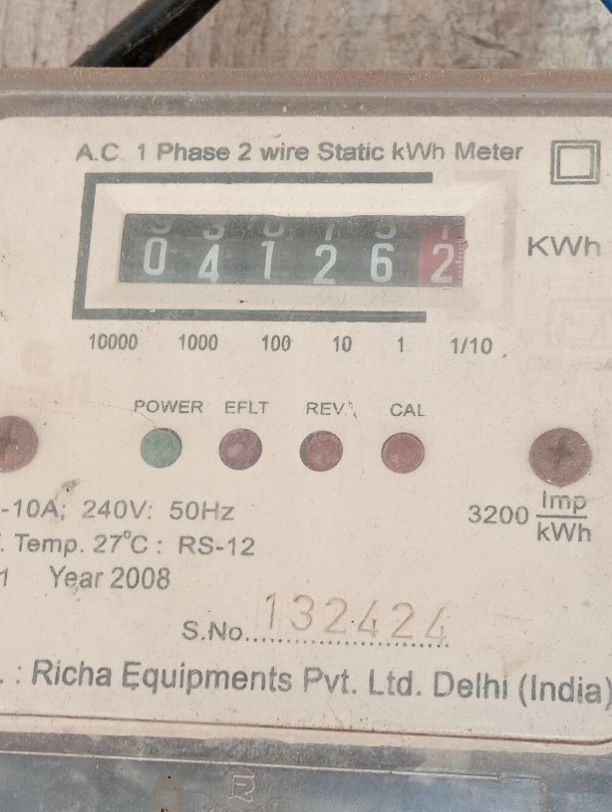 A.C. 1 Phase 2 wire Static kWh Meter
0 4 1 2 6 2
KWh
10000 1000 100 10 1 1/10
POWER EFLT REV. CAL
-10A; 240V: 50Hz
3200 Imp/kWh
. Temp. 27°C : RS-12
1 Year 2008
S.No. 132424
. : Richa Equipments Pvt. Ltd. Delhi (India)